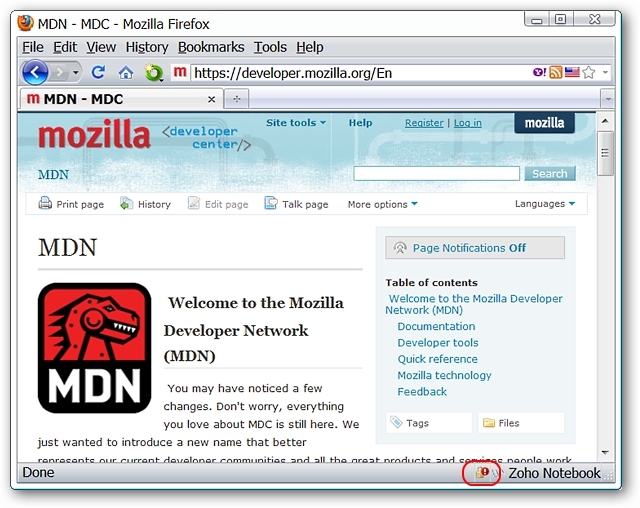 MDN - MDC - Mozilla Firefox
File Edit View History Bookmarks Tools Help
m https://developer.mozilla.org/En Y!
m MDN - MDC
mozilla <developer center/>
Site tools Help Register | Log in mozilla
MDN Search
Print page History Edit page Talk page More options Languages
MDN
Page Notifications Off
Table of contents
Welcome to the Mozilla Developer
Network (MDN)
Documentation
Developer tools
Quick reference
Mozilla technology
Feedback
Tags Files
MDN
Welcome to the Mozilla
Developer Network
(MDN)
You may have noticed a few
changes. Don't worry, everything
you love about MDC is still here. We
just wanted to introduce a new name that better
represents our current developer communities and all the great products and services people work
Done Zoho Notebook